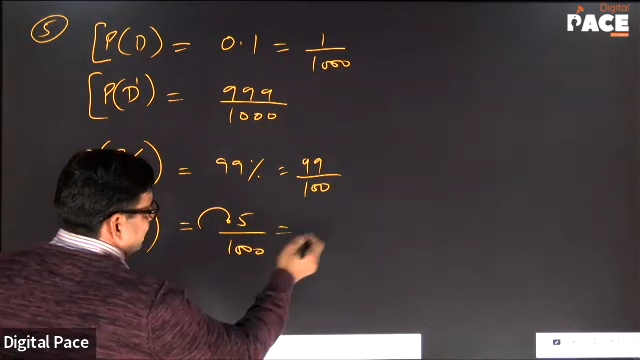 ⑤ [P(D) = 0.1 = 1/1000
[P(D') = 999/1000
) = 99% = 99/100
) = 5/1000 =
Digital
PACE
Digital Pace